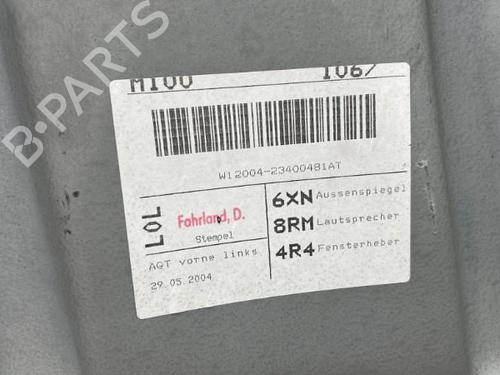 M100 1067
W12004-23400481AT
L0L
Fahrland, D.
Stempel
AGT vorne links
29.05.2004
6XN Aussenspiegel
8RM Lautsprecher
4R4 Fensterheber
B-PARTS